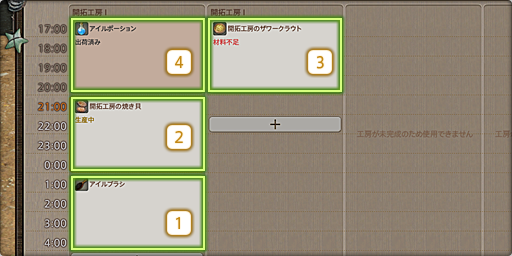 開拓工房 I
開拓工房 I
17:00
18:00
19:00
20:00
21:00
22:00
23:00
0:00
1:00
2:00
3:00
4:00
アイルポーション
出荷済み
4
開拓工房の焼き貝
生産中
2
アイルブラシ
1
開拓工房のザワークラウト
材料不足
3
+
工房が未完成のため使用できません
工房